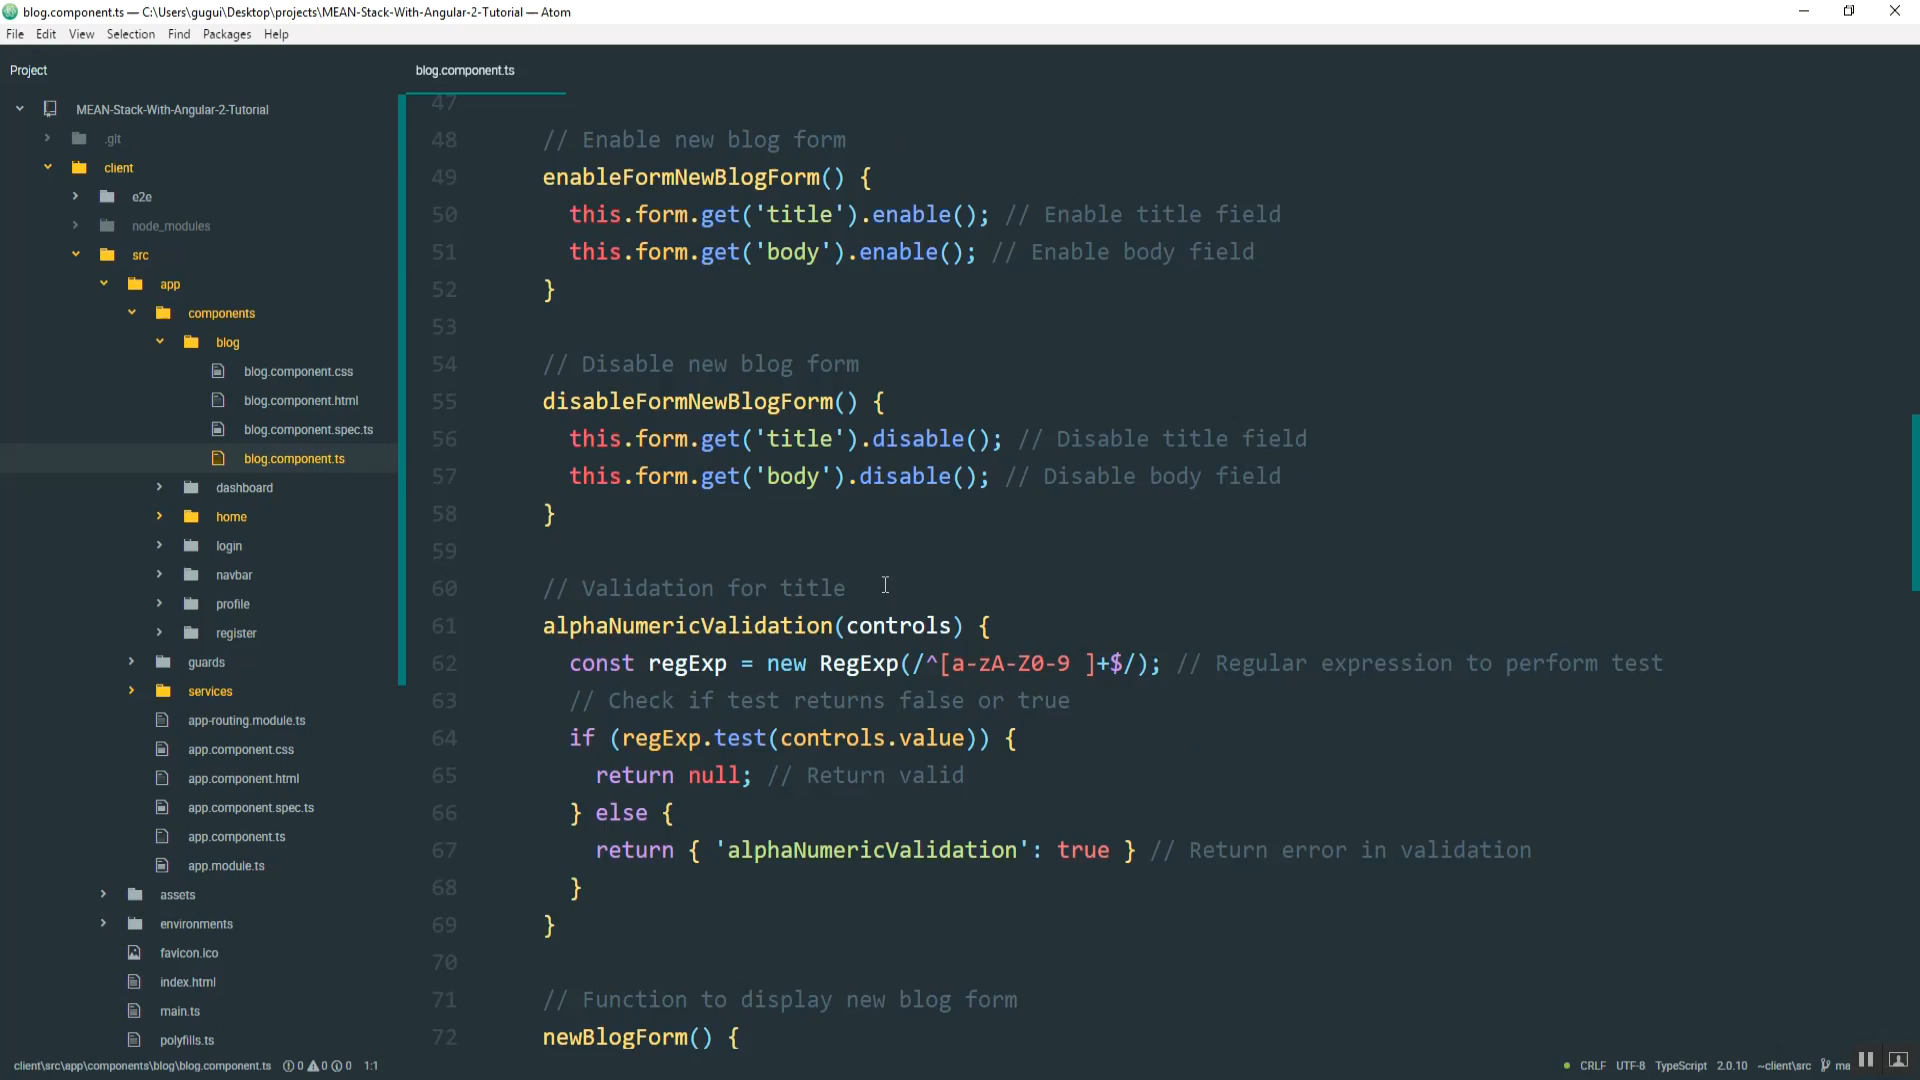 blog.component.ts — C:\Users\gugui\Desktop\projects\MEAN-Stack-With-Angular-2-Tutorial — Atom
File Edit View Selection Find Packages Help
Project
MEAN-Stack-With-Angular-2-Tutorial
.git
client
e2e
node_modules
src
app
components
blog
blog.component.css
blog.component.html
blog.component.spec.ts
blog.component.ts
dashboard
home
login
navbar
profile
register
guards
services
app-routing.module.ts
app.component.css
app.component.html
app.component.spec.ts
app.component.ts
app.module.ts
assets
environments
favicon.ico
index.html
main.ts
polyfills.ts
blog.component.ts
47
48 // Enable new blog form
49 enableFormNewBlogForm() {
50 this.form.get('title').enable(); // Enable title field
51 this.form.get('body').enable(); // Enable body field
52 }
53
54 // Disable new blog form
55 disableFormNewBlogForm() {
56 this.form.get('title').disable(); // Disable title field
57 this.form.get('body').disable(); // Disable body field
58 }
59
60 // Validation for title
61 alphaNumericValidation(controls) {
62 const regExp = new RegExp(/^[a-zA-Z0-9 ]+$/); // Regular expression to perform test
63 // Check if test returns false or true
64 if (regExp.test(controls.value)) {
65 return null; // Return valid
66 } else {
67 return { 'alphaNumericValidation': true } // Return error in validation
68 }
69 }
70
71 // Function to display new blog form
72 newBlogForm() {
client\src\app\components\blog\blog.component.ts 0 0 0 1:1
CRLF UTF-8 TypeScript 2.0.10 ~client\src ma